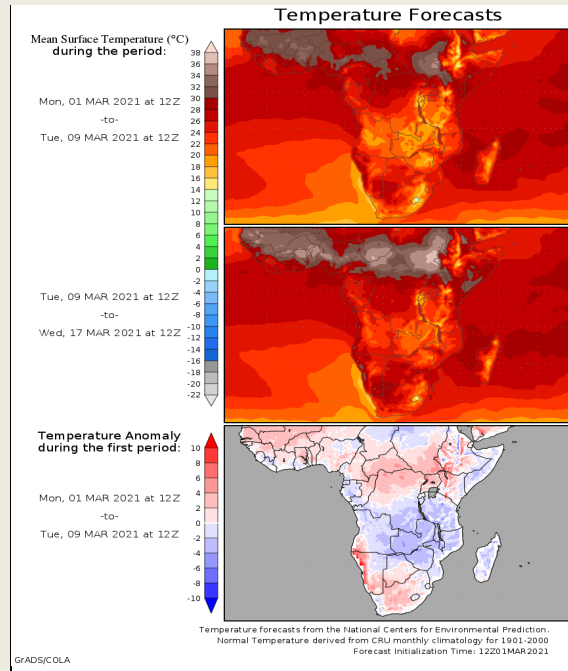 Temperature Forecasts
Mean Surface Temperature (°C)
during the period:
38
36
34
32
30
28
26
24
22
20
18
16
14
12
10
8
6
4
2
0
-2
-4
-6
-8
-10
-12
-14
-16
-18
-20
-22
Mon, 01 MAR 2021 at 12Z
-to-
Tue, 09 MAR 2021 at 12Z
Tue, 09 MAR 2021 at 12Z
-to-
Wed, 17 MAR 2021 at 12Z
Temperature Anomaly
during the first period:
10
8
6
4
2
0
-2
-4
-6
-8
-10
Mon, 01 MAR 2021 at 12Z
-to-
Tue, 09 MAR 2021 at 12Z
Temperature forecasts from the National Centers for Environmental Prediction.
Normal Temperature derived from CRU monthly climatology for 1901-2000
Forecast Initialization Time: 12Z01MAR2021
GrADS/COLA